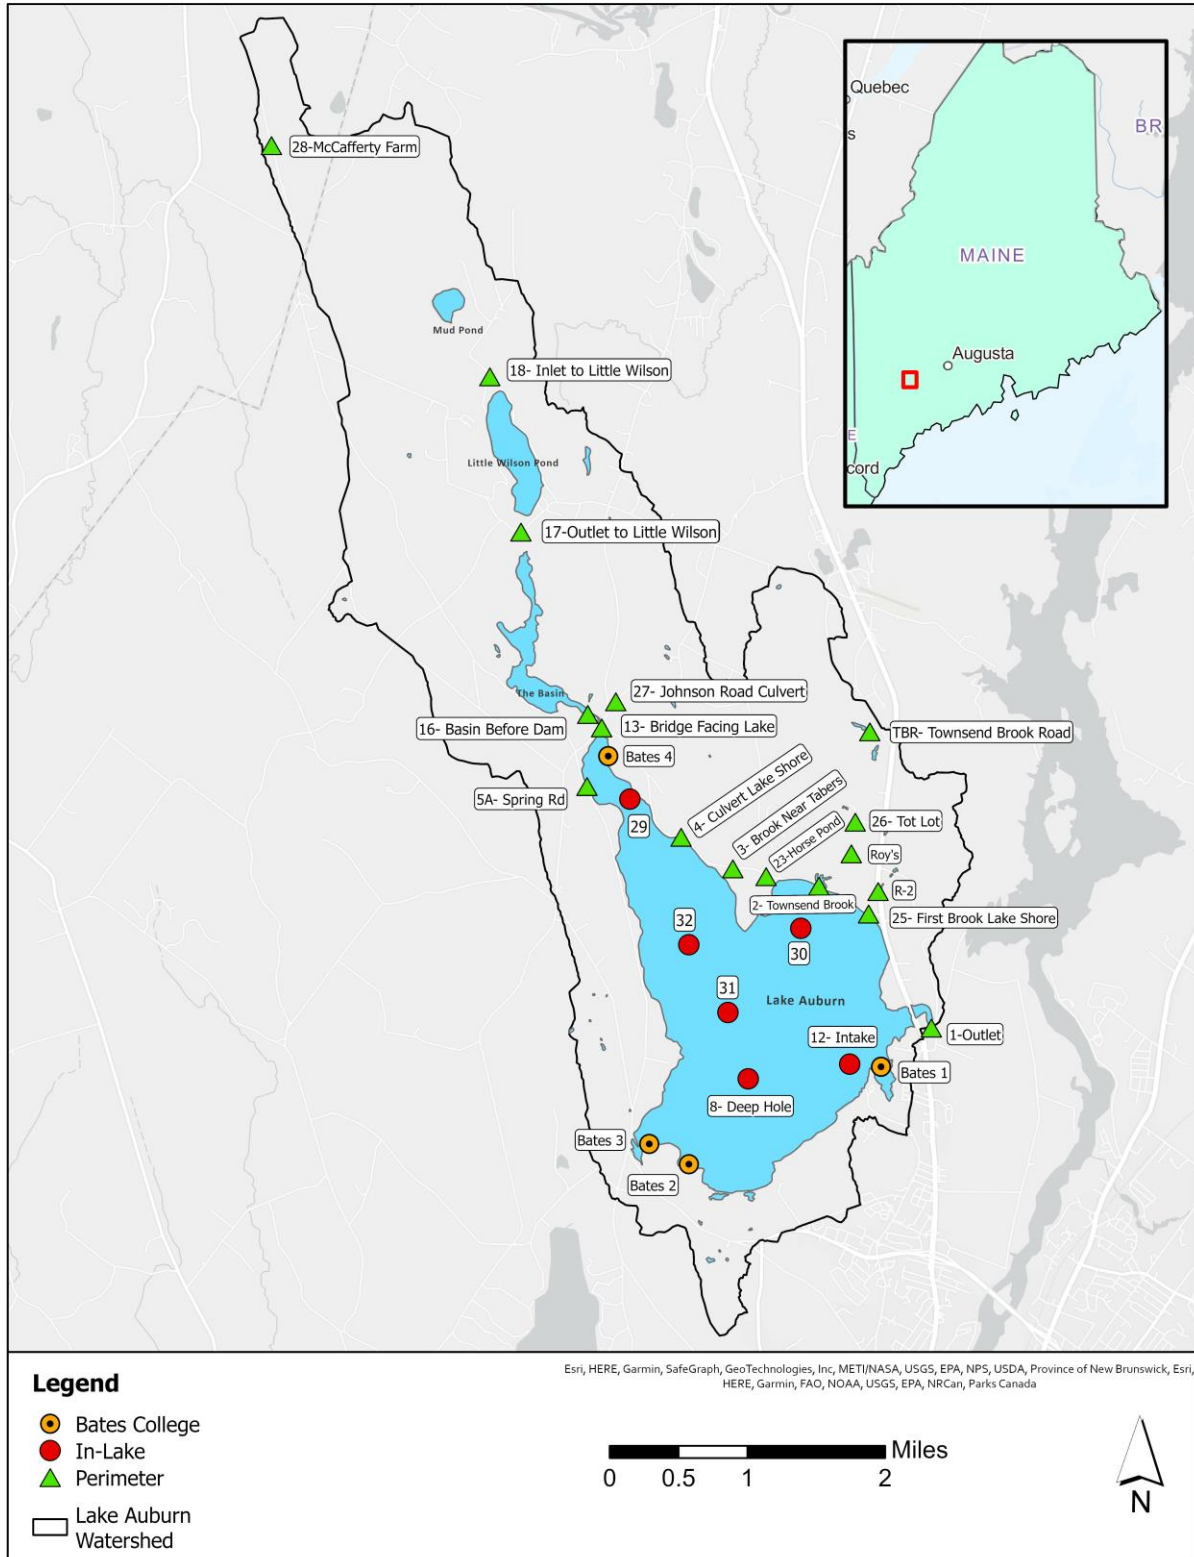 Quebec
s
BR
MAINE
Augusta
E
cord
28-McCafferty Farm
Mud Pond
18- Inlet to Little Wilson
Little Wilson Pond
17-Outlet to Little Wilson
The Basin
27- Johnson Road Culvert
16- Basin Before Dam
13- Bridge Facing Lake
TBR- Townsend Brook Road
Bates 4
5A- Spring Rd
29
4- Culvert Lake Shore
3- Brook Near Tabers
23-Horse Pond
26- Tot Lot
Roy's
R-2
2- Townsend Brook
25- First Brook Lake Shore
32
30
31
Lake Auburn
12- Intake
1-Outlet
Bates 1
8- Deep Hole
Bates 3
Bates 2
Esri, HERE, Garmin, SafeGraph, GeoTechnologies, Inc, METI/NASA, USGS, EPA, NPS, USDA, Province of New Brunswick, Esri,
HERE, Garmin, FAO, NOAA, USGS, EPA, NRCan, Parks Canada
Legend
Bates College
In-Lake
Perimeter
Lake Auburn
Watershed
Miles
0 0.5 1 2
N